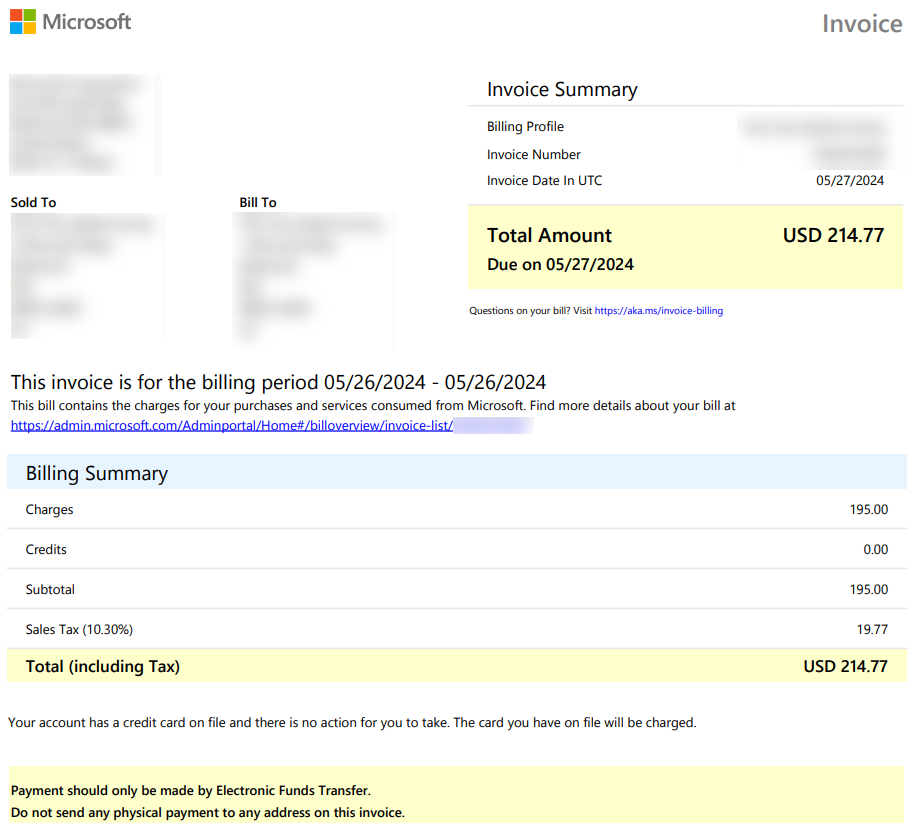 Microsoft
Invoice
Invoice Summary
Billing Profile
Invoice Number
Invoice Date In UTC 05/27/2024
Sold To
Bill To
Total Amount USD 214.77
Due on 05/27/2024
Questions on your bill? Visit https://aka.ms/invoice-billing
This invoice is for the billing period 05/26/2024 - 05/26/2024
This bill contains the charges for your purchases and services consumed from Microsoft. Find more details about your bill at
https://admin.microsoft.com/Adminportal/Home#/billoverview/invoice-list/
Billing Summary
Charges 195.00
Credits 0.00
Subtotal 195.00
Sales Tax (10.30%) 19.77
Total (including Tax) USD 214.77
Your account has a credit card on file and there is no action for you to take. The card you have on file will be charged.
Payment should only be made by Electronic Funds Transfer.
Do not send any physical payment to any address on this invoice.